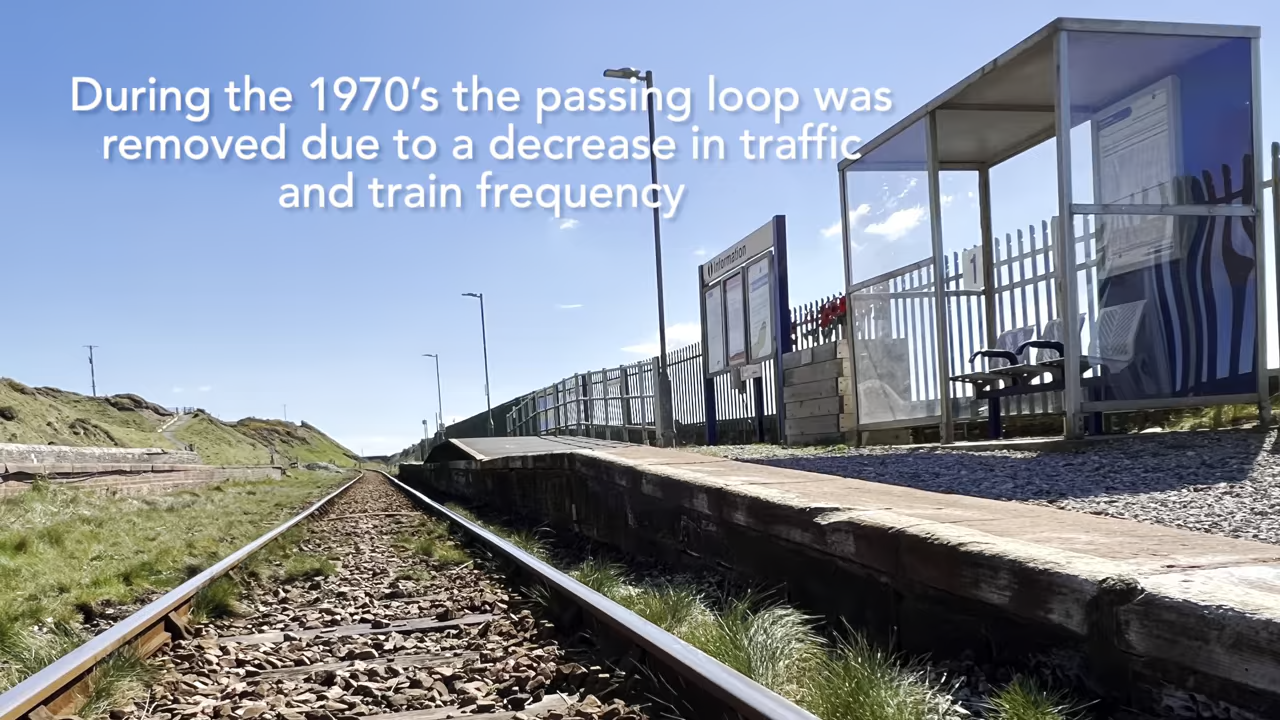 During the 1970's the passing loop was
removed due to a decrease in traffic
and train frequency
Information
1